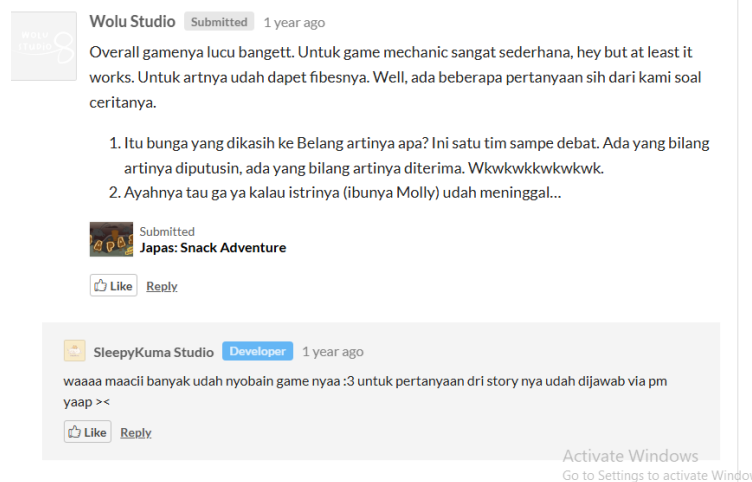 Wolu Studio Submitted 1 year ago
WOLU
STUDIO
Overall gamenya lucu bangett. Untuk game mechanic sangat sederhana, hey but at least it
works. Untuk artnya udah dapet fibesnya. Well, ada beberapa pertanyaan sih dari kami soal
ceritanya.
1. Itu bunga yang dikasih ke Belang artinya apa? Ini satu tim sampe debat. Ada yang bilang
artinya diputusin, ada yang bilang artinya diterima. Wkwkwkkwkwkwk.
2. Ayahnya tau ga ya kalau istrinya (ibunya Molly) udah meninggal...
Submitted
Japas: Snack Adventure
Like Reply
SleepyKuma Studio Developer 1 year ago
waaaa maacii banyak udah nyobain game nyaa :3 untuk pertanyaan dri story nya udah dijawab via pm
yaap ><
Like Reply
Activate Windows
Go to Settings to activate Windo